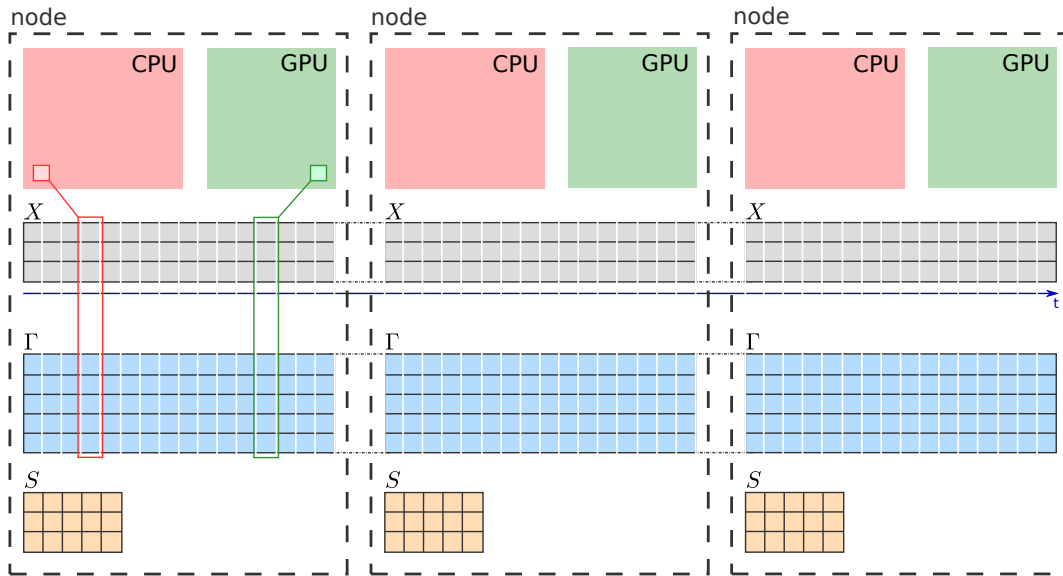 node node node
CPU GPU CPU GPU CPU GPU
X X X
t
Γ Γ Γ
S S S